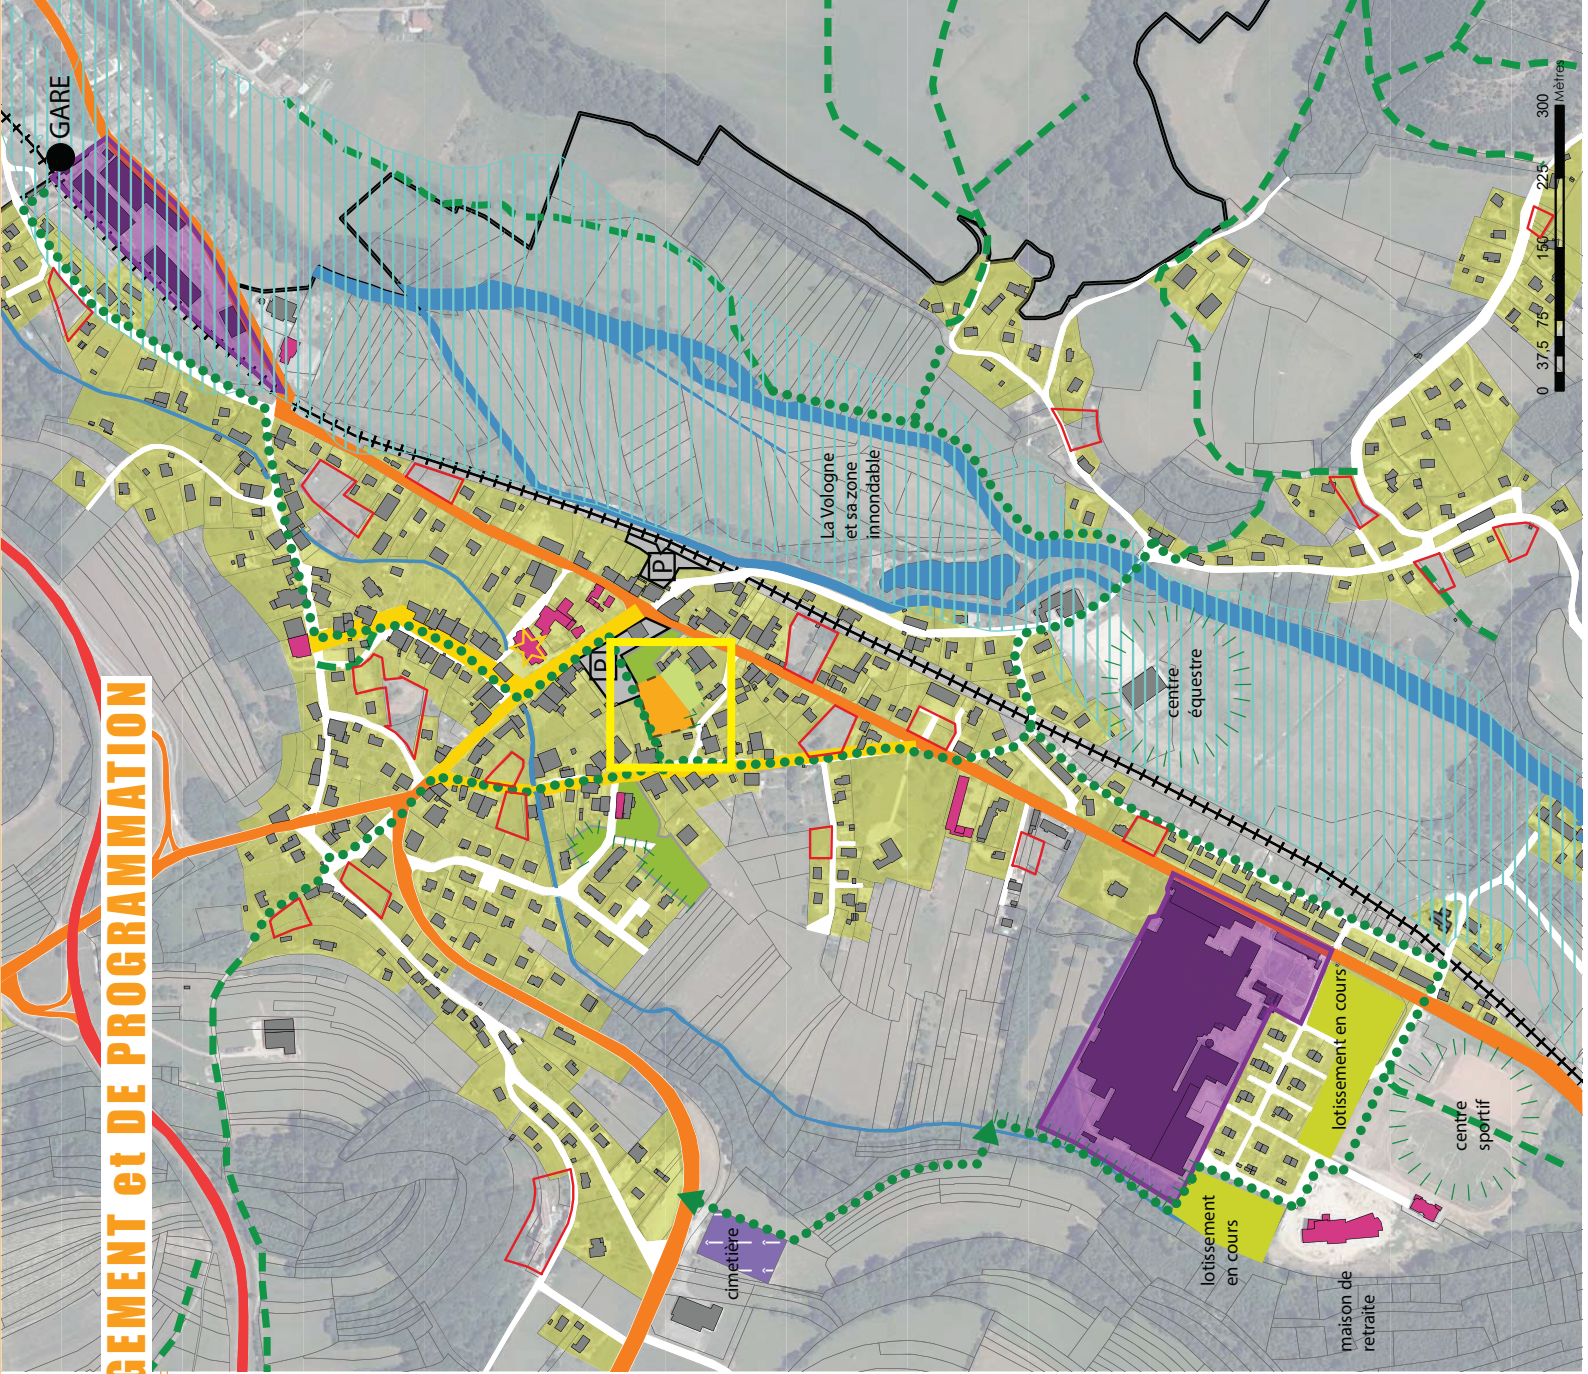 GEMENT et DE PROGRAMMATION
GARE
La Vologne
et sa zone
innondable
P
P
centre
équestre
cimetière
lotissement
en cours
lotissement en cours
maison de
retraite
centre
sportif
0 37,5 75 150 225 300
Mètres